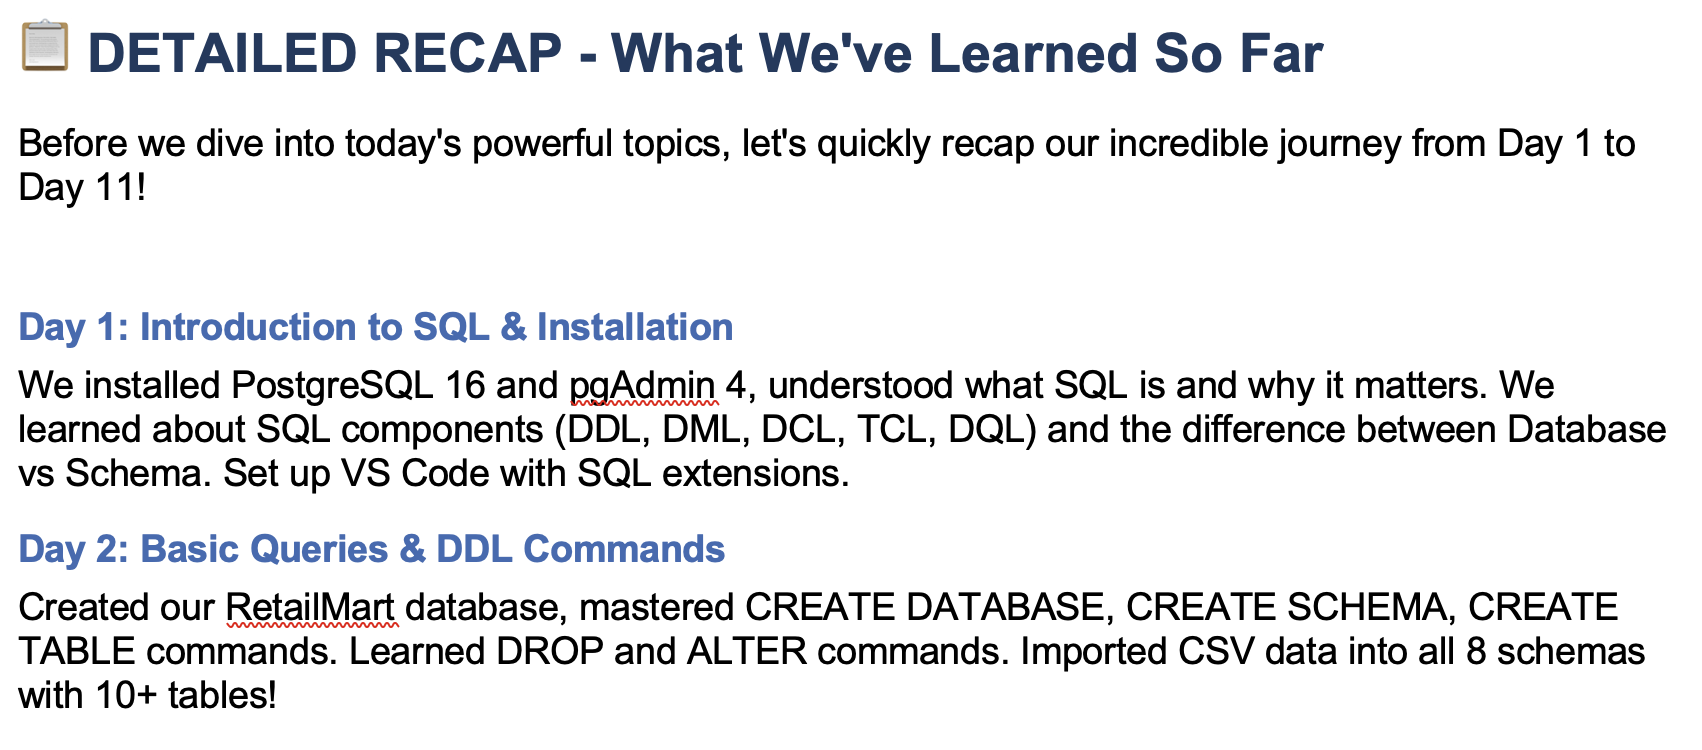 DETAILED RECAP - What We've Learned So Far
Before we dive into today's powerful topics, let's quickly recap our incredible journey from Day 1 to
Day 11!
Day 1: Introduction to SQL & Installation
We installed PostgreSQL 16 and pgAdmin 4, understood what SQL is and why it matters. We
learned about SQL components (DDL, DML, DCL, TCL, DQL) and the difference between Database
vs Schema. Set up VS Code with SQL extensions.
Day 2: Basic Queries & DDL Commands
Created our RetailMart database, mastered CREATE DATABASE, CREATE SCHEMA, CREATE
TABLE commands. Learned DROP and ALTER commands. Imported CSV data into all 8 schemas
with 10+ tables!